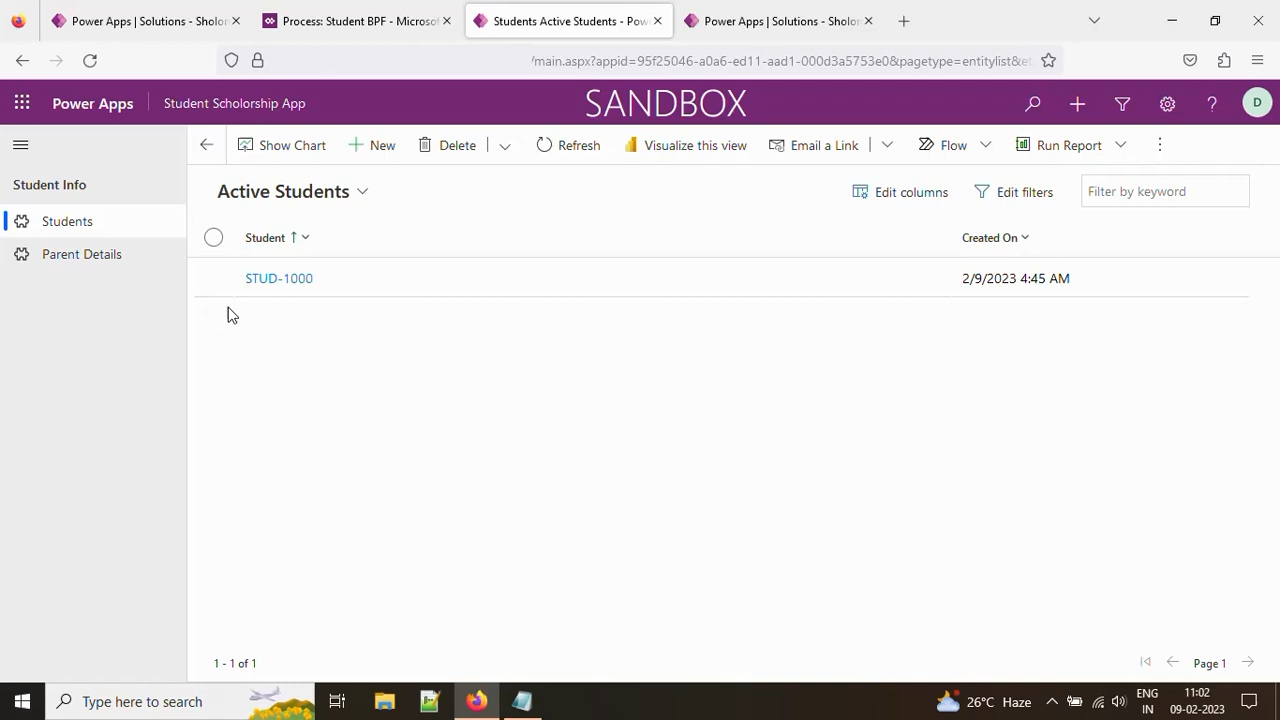 Power Apps | Solutions - Sholor
Process: Student BPF - Microsof
Students Active Students - Pow
Power Apps | Solutions - Sholor
/main.aspx?appid=95f25046-a0a6-ed11-aad1-000d3a5753e0&pagetype=entitylist&et
Power Apps
Student Scholorship App
SANDBOX
D
Show Chart
New
Delete
Refresh
Visualize this view
Email a Link
Flow
Run Report
Student Info
Students
Parent Details
Active Students
Edit columns
Edit filters
Filter by keyword
Student
Created On
STUD-1000
2/9/2023 4:45 AM
1 - 1 of 1
Page 1
Type here to search
26°C Haze
ENG
IN
11:02
09-02-2023